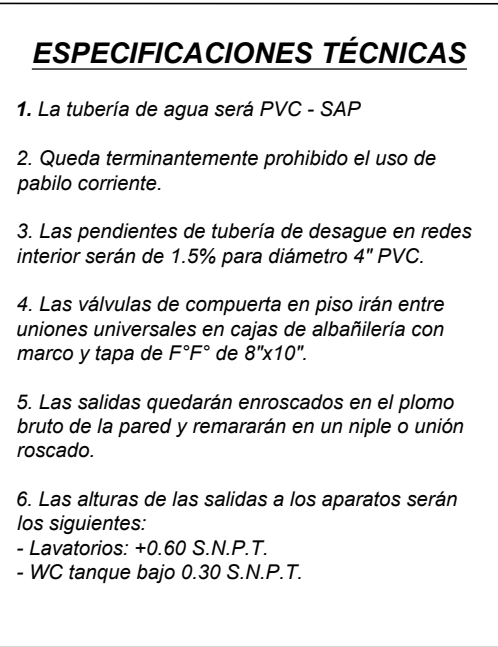 ESPECIFICACIONES TÉCNICAS
1. La tubería de agua será PVC - SAP
2. Queda terminantemente prohibido el uso de
pabilo corriente.
3. Las pendientes de tubería de desague en redes
interior serán de 1.5% para diámetro 4" PVC.
4. Las válvulas de compuerta en piso irán entre
uniones universales en cajas de albañilería con
marco y tapa de F°F° de 8"x10".
5. Las salidas quedarán enroscados en el plomo
bruto de la pared y remararán en un niple o unión
roscado.
6. Las alturas de las salidas a los aparatos serán
los siguientes:
- Lavatorios: +0.60 S.N.P.T.
- WC tanque bajo 0.30 S.N.P.T.